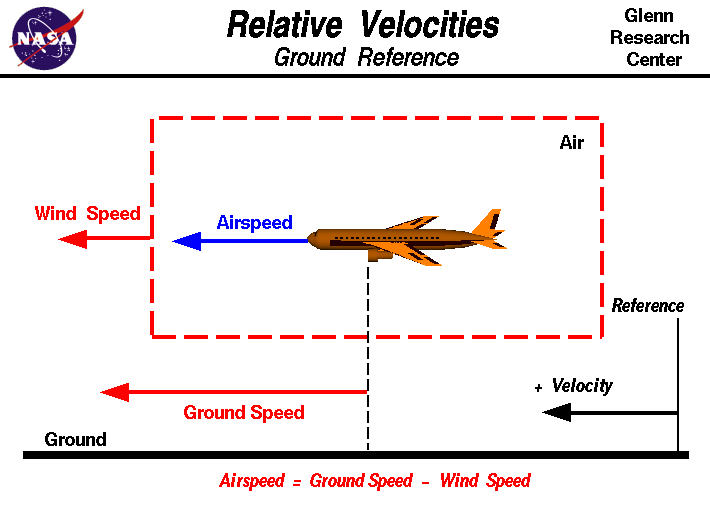 NASA
Relative Velocities
Ground Reference
Glenn
Research
Center
Air
Wind Speed
Airspeed
Reference
+ Velocity
Ground Speed
Ground
Airspeed = Ground Speed - Wind Speed